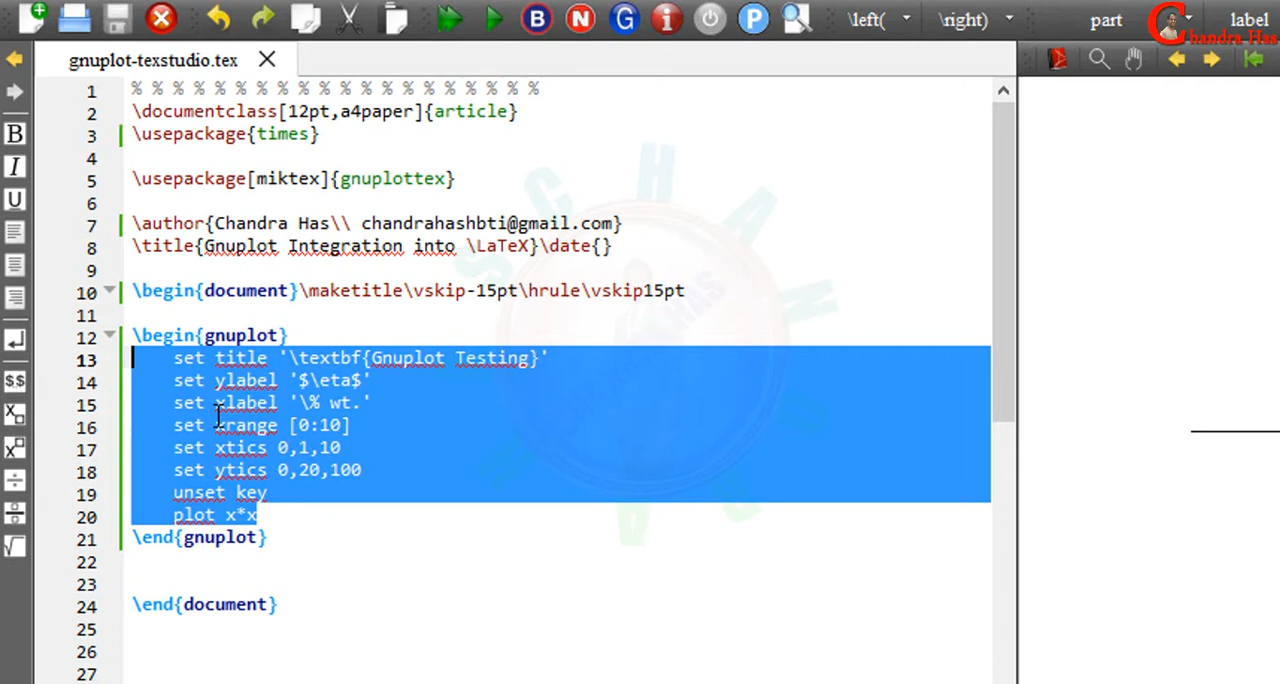 \left(
\right)
part
label
Chandra Has
B N G i P
gnuplot-texstudio.tex
B
I
U
$$
1 % % % % % % % % % % % % % % % % % % % %
2 \documentclass[12pt,a4paper]{article}
3 \usepackage{times}
4
5 \usepackage[miktex]{gnuplottex}
6
7 \author{Chandra Has\\ chandrahashbti@gmail.com}
8 \title{Gnuplot Integration into \LaTeX}\date{}
9
10 \begin{document}\maketitle\vskip-15pt\hrule\vskip15pt
11
12 \begin{gnuplot}
13 set title '\textbf{Gnuplot Testing}'
14 set ylabel '$\eta$'
15 set xlabel '\% wt.'
16 set xrange [0:10]
17 set xtics 0,1,10
18 set ytics 0,20,100
19 unset key
20 plot x*x
21 \end{gnuplot}
22
23
24 \end{document}
25
26
27